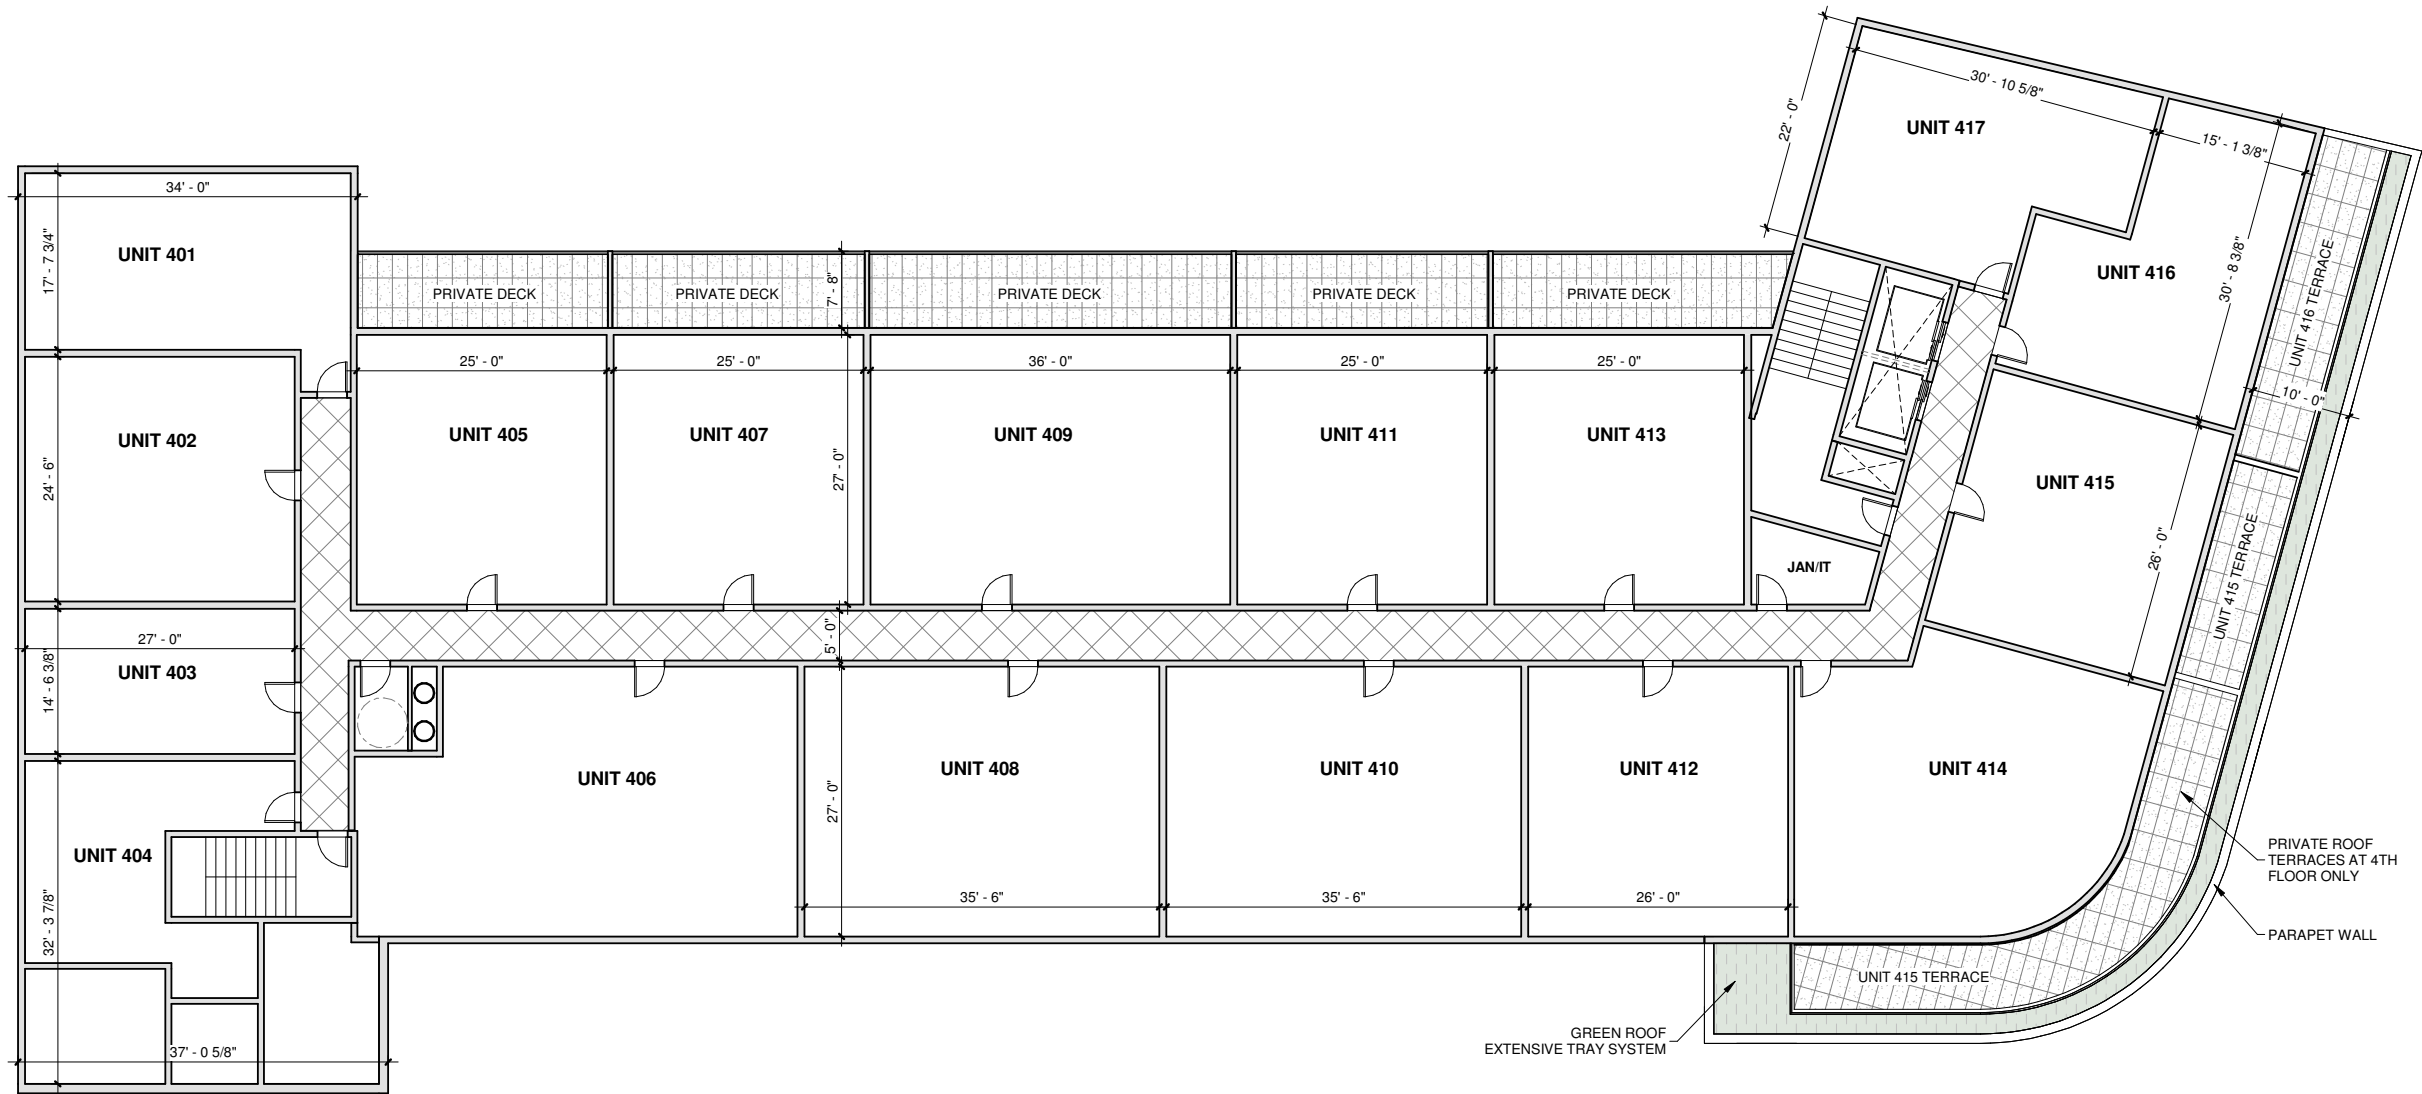 30' - 10 5/8"
22' - 0"
UNIT 417
15' - 1 3/8"
34' - 0"
17' - 7 3/4"
UNIT 401
UNIT 416
30' - 8 3/8"
UNIT 416 TERRACE
PRIVATE DECK
PRIVATE DECK
7' - 8"
PRIVATE DECK
PRIVATE DECK
PRIVATE DECK
25' - 0"
25' - 0"
36' - 0"
25' - 0"
25' - 0"
10' - 0"
UNIT 402
24' - 6"
UNIT 405
UNIT 407
27' - 0"
UNIT 409
UNIT 411
UNIT 413
UNIT 415
26' - 0"
UNIT 415 TERRACE
JAN/IT
27' - 0"
5' - 0"
UNIT 403
14' - 6 3/8"
UNIT 406
27' - 0"
UNIT 408
UNIT 410
UNIT 412
UNIT 414
UNIT 404
32' - 3 7/8"
PRIVATE ROOF
TERRACES AT 4TH
FLOOR ONLY
35' - 6"
35' - 6"
26' - 0"
PARAPET WALL
UNIT 415 TERRACE
GREEN ROOF
EXTENSIVE TRAY SYSTEM
37' - 0 5/8"